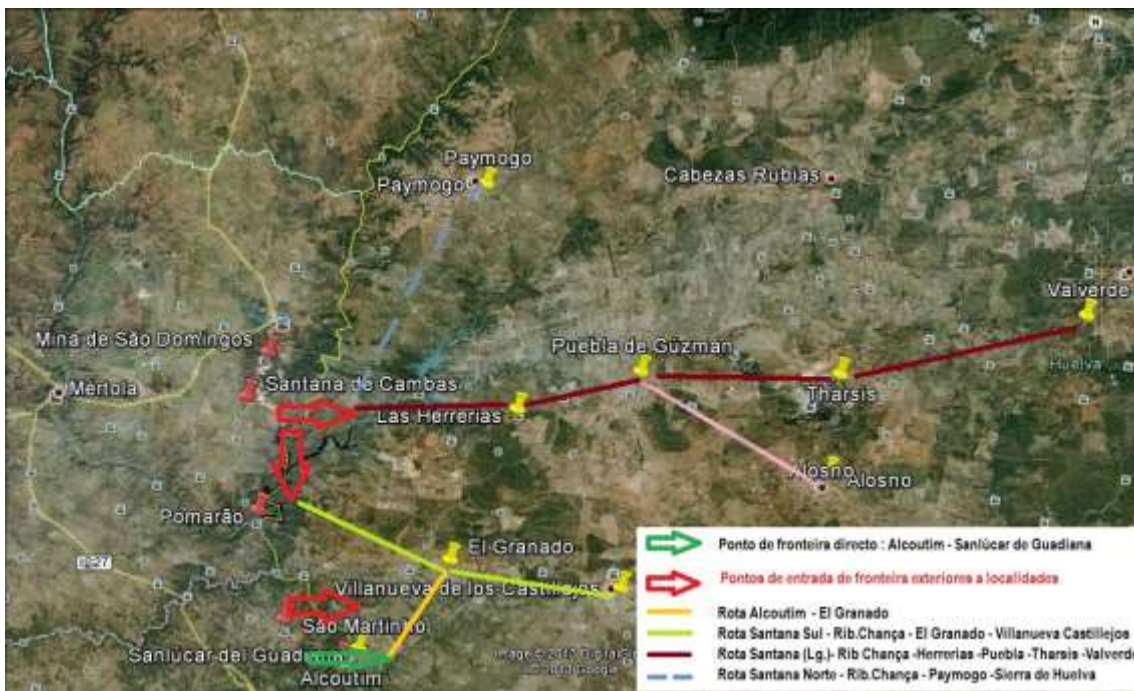 Paymogo
Paymogo
Cabezas Rubias
Valverde
Mina de São Domingos
Puebla de Güzmán
Huelva
Mértola
Santana de Cambas
Las Herrerias
Tharsis
Alosno
Alosno
Pomarão
El Granado
Villanueva de los Castillejos
São Martinho
Sanlúcar del
Alcoutim
Ponto de fronteira directo : Alcoutim - Sanlúcar de Guadiana
Pontos de entrada de fronteira exteriores a localidades
Rota Alcoutim - El Granado
Rota Santana Sul - Rib.Chança - El Granado - Villanueva Castillejos
Rota Santana (Lg.)- Rib Chança -Herrerias -Puebla -Tharsis -Valverde
Rota Santana Norte - Rib.Chança - Paymogo -Sierra de Huelva